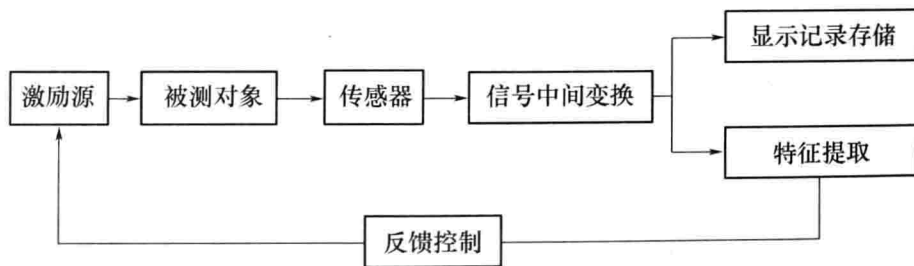 显示记录存储
激励源
被测对象
传感器
信号中间变换
特征提取
反馈控制